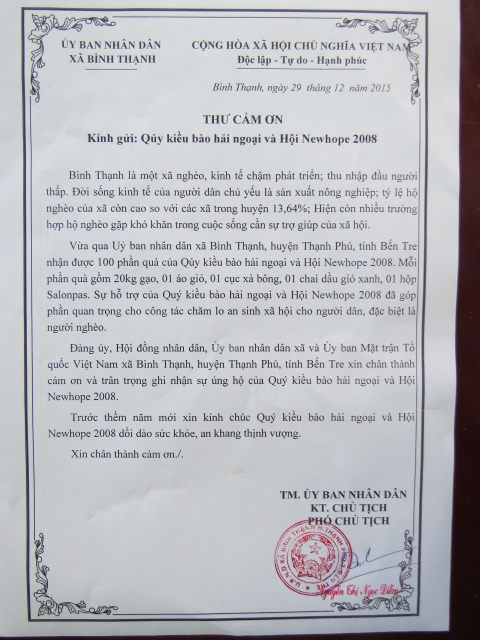 ỦY BAN NHÂN DÂN
XÃ BÌNH THẠNH
CỘNG HÒA XÃ HỘI CHỦ NGHĨA VIỆT NAM
Độc lập - Tự do - Hạnh phúc
Bình Thạnh, ngày 29 tháng 12 năm 2015
THƯ CẢM ƠN
Kính gửi: Qúy kiều bào hải ngoại và Hội Newhope 2008
Bình Thạnh là một xã nghèo, kinh tế chậm phát triển; thu nhập đầu người
thấp. Đời sống kinh tế của người dân chủ yếu là sản xuất nông nghiệp; tỷ lệ hộ
nghèo của xã còn cao so với các xã trong huyện 13,64%; Hiện còn nhiều trường
hợp hộ nghèo gặp khó khăn trong cuộc sống cần sự trợ giúp của xã hội.
Vừa qua Uỷ ban nhân dân xã Bình Thạnh, huyện Thạnh Phú, tỉnh Bến Tre
nhận được 100 phần quà của Qúy kiều bào hải ngoại và Hội Newhope 2008. Mỗi
phần quà gồm 20kg gạo, 01 áo gió, 01 cục xà bông, 01 chai dầu gió xanh, 01 hộp
Salonpas. Sự hỗ trợ của Quý kiều bào hải ngoại và Hội Newhope 2008 đã góp
phần quan trọng cho công tác chăm lo an sinh xã hội cho người dân, đặc biệt là
người nghèo.
Đảng ủy, Hội đồng nhân dân, Ủy ban nhân dân xã và Ủy ban Mặt trận Tổ
quốc Việt Nam xã Bình Thạnh, huyện Thạnh Phú, tỉnh Bến Tre xin chân thành
cảm ơn và trân trọng ghi nhận sự ủng hộ của Quý kiều bào hải ngoại và Hội
Newhope 2008.
Trước thềm năm mới xin kính chúc Quý kiều bào hải ngoại và Hội
Newhope 2008 dồi dào sức khỏe, an khang thịnh vượng.
Xin chân thành cảm ơn./.
TM. ỦY BAN NHÂN DÂN
KT. CHỦ TỊCH
PHÓ CHỦ TỊCH
Nguyễn Thị Ngọc Diễm